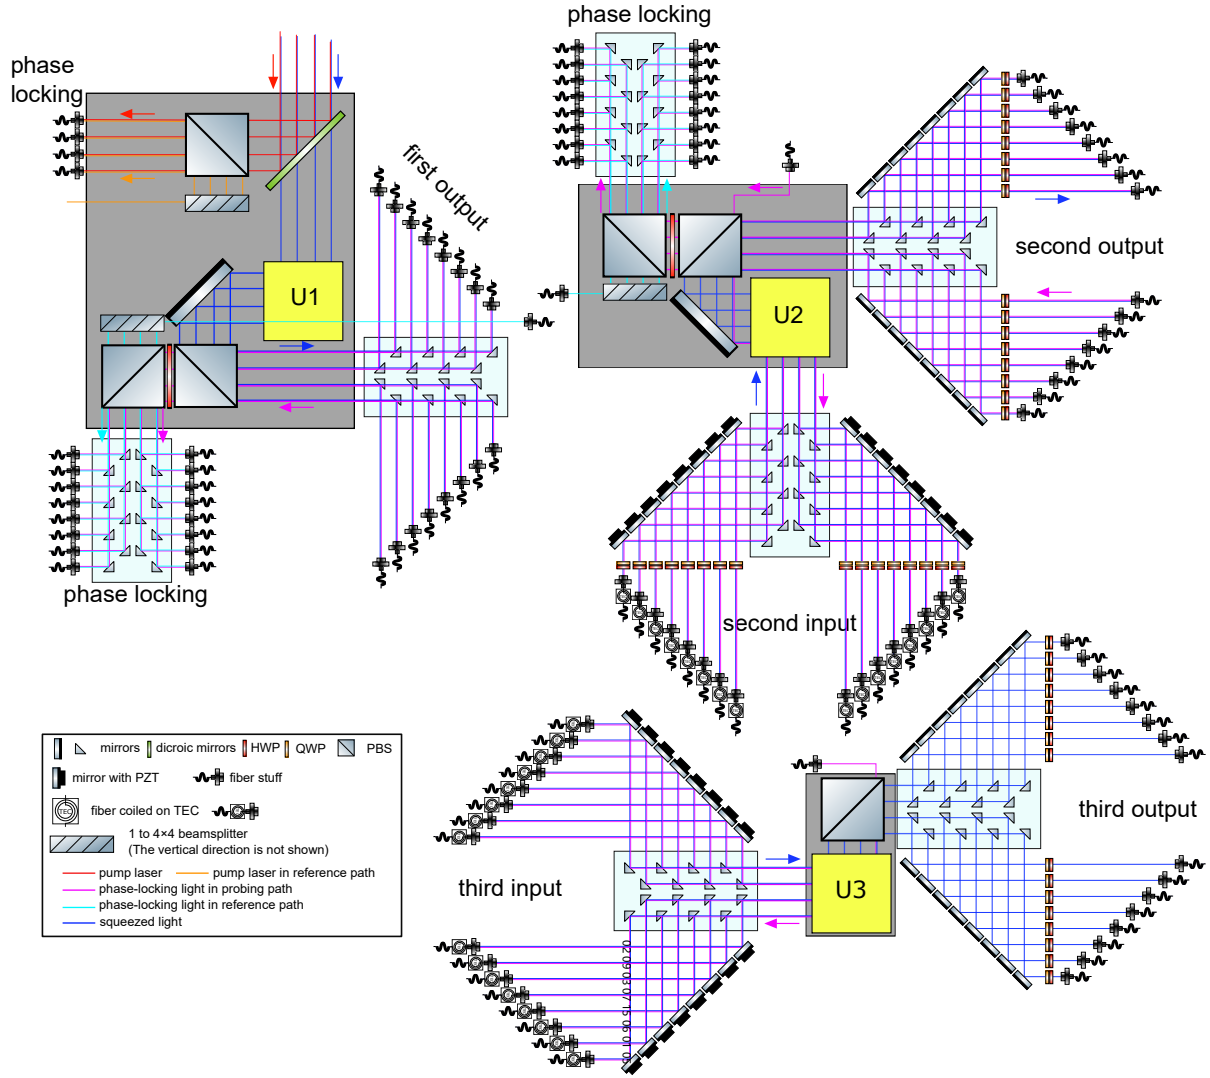 phase locking
phase
locking
first output
U1
U2
second output
phase locking
second input
mirrors
dicroic mirrors
HWP
QWP
PBS
mirror with PZT
fiber stuff
TEC
fiber coiled on TEC
1 to 4×4 beamsplitter
(The vertical direction is not shown)
pump laser
pump laser in reference path
phase-locking light in probing path
phase-locking light in reference path
squeezed light
third input
U3
third output